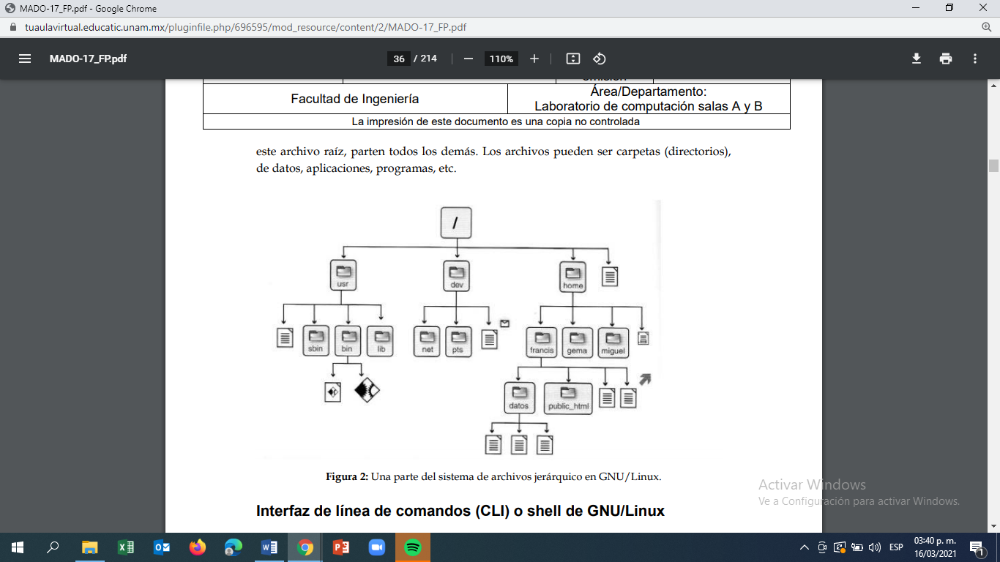 MADO-17_FP.pdf - Google Chrome
tuaulavirtual.educatic.unam.mx/pluginfile.php/696595/mod_resource/content/2/MADO-17_FP.pdf
MADO-17_FP.pdf
36 / 214
110%
emisión
Facultad de Ingeniería
Área/Departamento:
Laboratorio de computación salas A y B
La impresión de este documento es una copia no controlada
este archivo raíz, parten todos los demás. Los archivos pueden ser carpetas (directorios),
de datos, aplicaciones, programas, etc.
/
usr
dev
home
sbin
bin
lib
net
pts
francis
gema
miguel
datos
public_html
Figura 2: Una parte del sistema de archivos jerárquico en GNU/Linux.
Activar Windows
Ve a Configuración para activar Windows.
Interfaz de línea de comandos (CLI) o shell de GNU/Linux
ESP
03:40 p. m.
16/03/2021
1